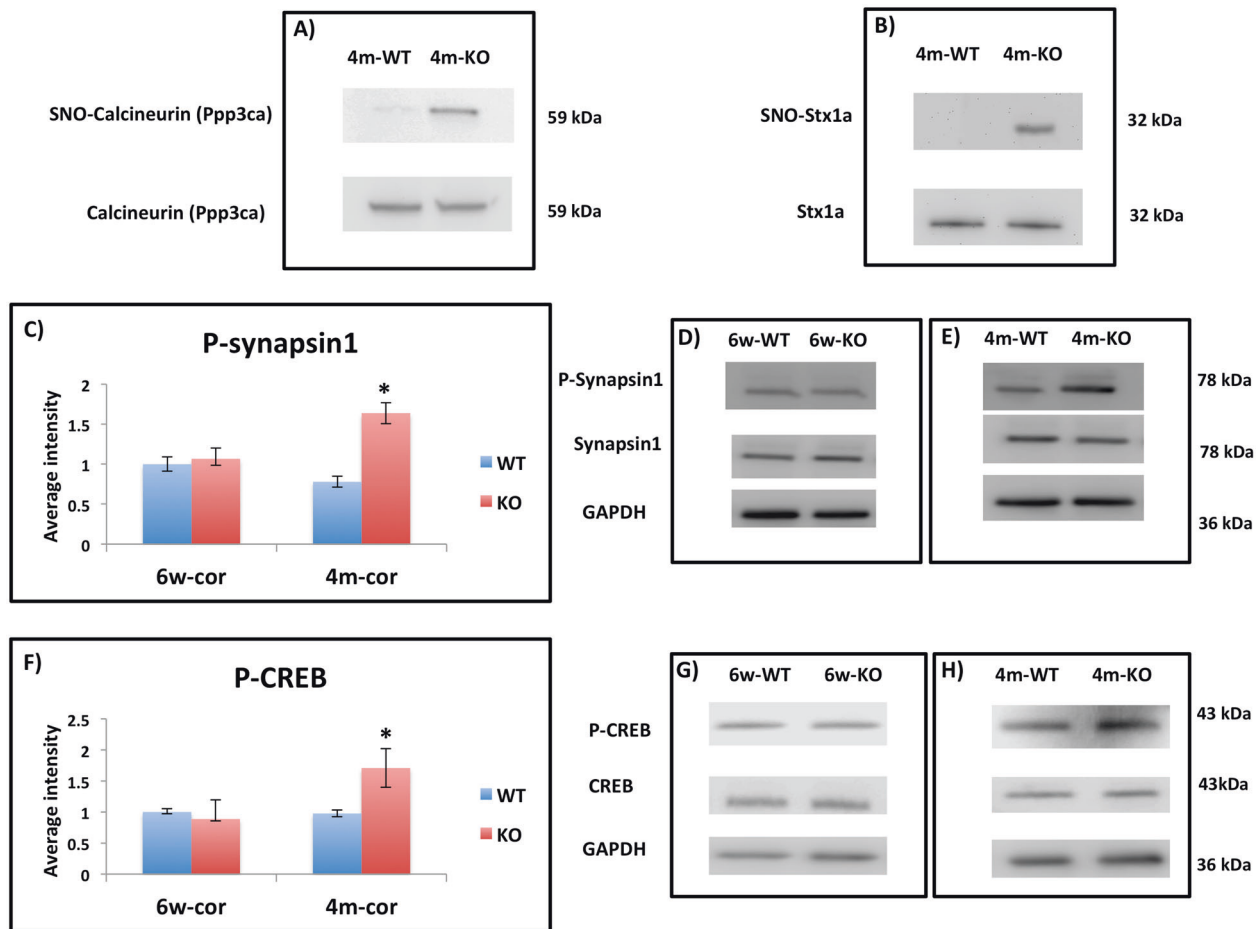 A)
4m-WT 4m-KO
SNO-Calcineurin (Ppp3ca)
59 kDa
Calcineurin (Ppp3ca)
59 kDa
B)
4m-WT 4m-KO
SNO-Stx1a
32 kDa
Stx1a
32 kDa
C)
P-synapsin1
Average intensity
2
1.5
1
0.5
0
*
WT
KO
6w-cor 4m-cor
D)
6w-WT 6w-KO
E)
4m-WT 4m-KO
P-Synapsin1
78 kDa
Synapsin1
78 kDa
GAPDH
36 kDa
F)
P-CREB
Average intensity
2.5
2
1.5
1
0.5
0
*
WT
KO
6w-cor 4m-cor
G)
6w-WT 6w-KO
H)
4m-WT 4m-KO
P-CREB
43 kDa
CREB
43kDa
GAPDH
36 kDa